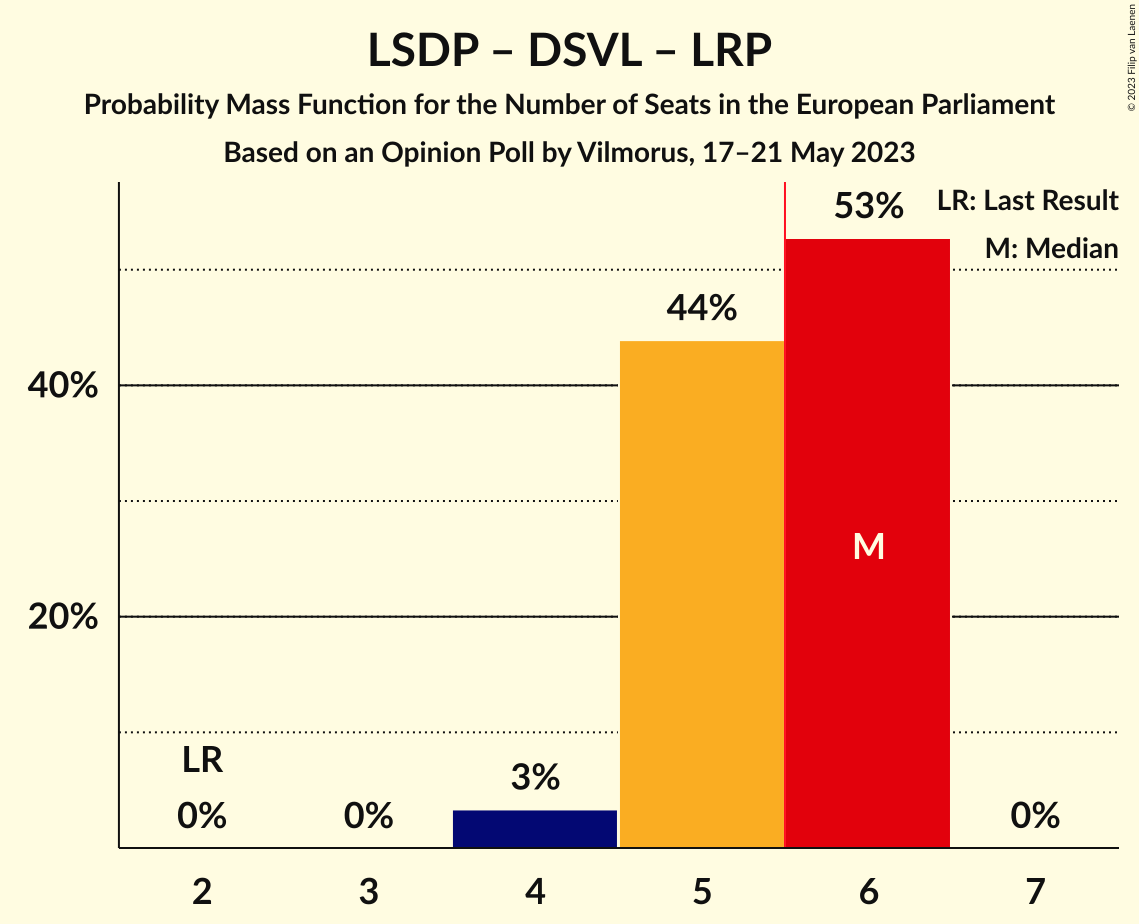 LSDP – DSVL – LRP
Probability Mass Function for the Number of Seats in the European Parliament
Based on an Opinion Poll by Vilmorus, 17–21 May 2023
© 2023 Filip van Laenen
LR: Last Result
M: Median
53%
44%
40%
M
20%
LR
3%
0%
0%
0%
2
3
4
5
6
7